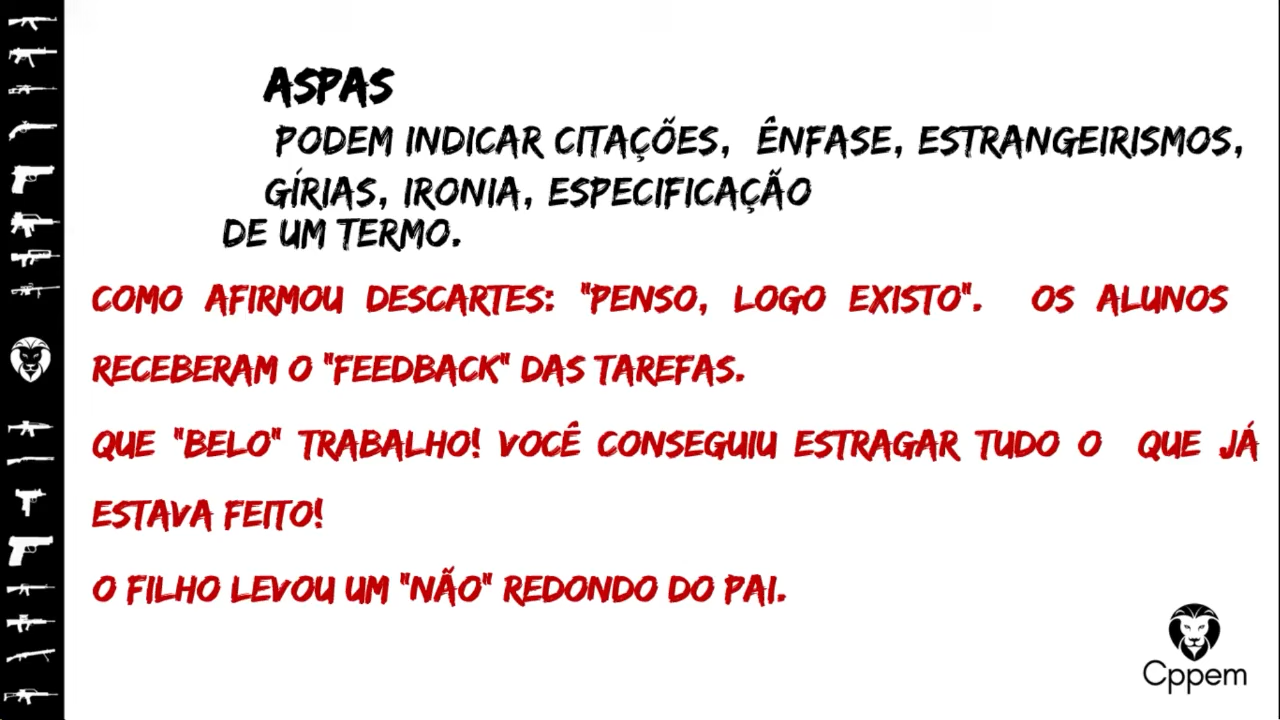 ASPAS
PODEM INDICAR CITAÇÕES, ÊNFASE, ESTRANGEIRISMOS,
GÍRIAS, IRONIA, ESPECIFICAÇÃO
DE UM TERMO.
COMO AFIRMOU DESCARTES: "PENSO, LOGO EXISTO". OS ALUNOS
RECEBERAM O "FEEDBACK" DAS TAREFAS.
QUE "BELO" TRABALHO! VOCÊ CONSEGUIU ESTRAGAR TUDO O QUE JÁ
ESTAVA FEITO!
O FILHO LEVOU UM "NÃO" REDONDO DO PAI.
Cppem